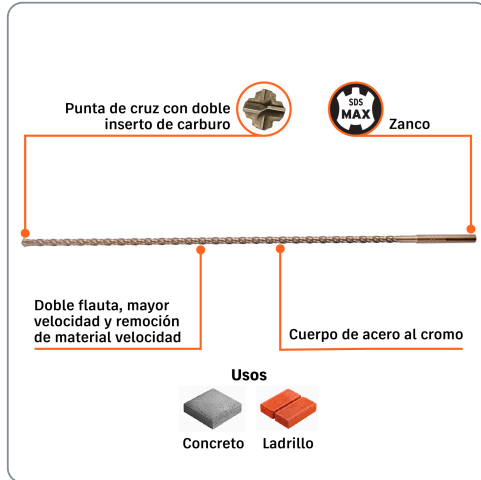 Punta de cruz con doble
inserto de carburo
SDS
MAX
Zanco
Doble flauta, mayor
velocidad y remoción
de material velocidad
Cuerpo de acero al cromo
Usos
Concreto
Ladrillo